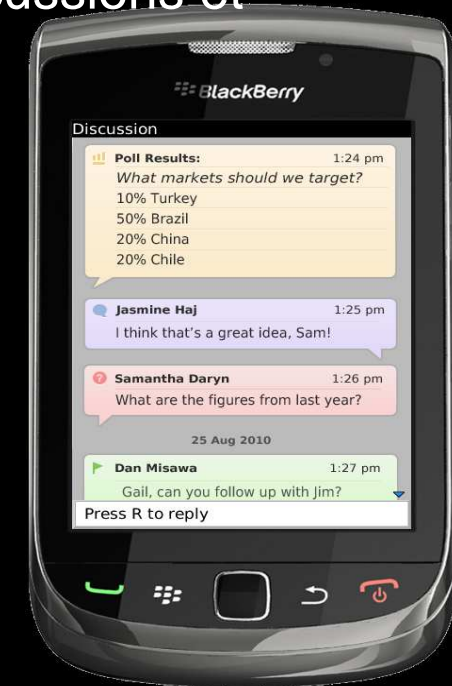 BlackBerry
Discussion
Poll Results: 1:24 pm
What markets should we target?
10% Turkey
50% Brazil
20% China
20% Chile
Jasmine Haj 1:25 pm
I think that's a great idea, Sam!
Samantha Daryn 1:26 pm
What are the figures from last year?
25 Aug 2010
Dan Misawa 1:27 pm
Gail, can you follow up with Jim?
Press R to reply